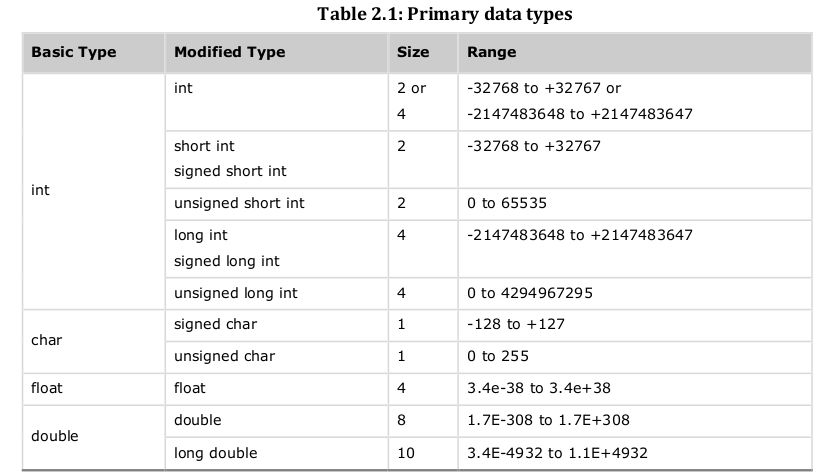 Table 2.1: Primary data types
Basic Type Modified Type Size Range
int
int 2 or -32768 to +32767 or
4 -2147483648 to +2147483647
short int 2 -32768 to +32767
signed short int
unsigned short int 2 0 to 65535
long int 4 -2147483648 to +2147483647
signed long int
unsigned long int 4 0 to 4294967295
char
signed char 1 -128 to +127
unsigned char 1 0 to 255
float float 4 3.4e-38 to 3.4e+38
double
double 8 1.7E-308 to 1.7E+308
long double 10 3.4E-4932 to 1.1E+4932